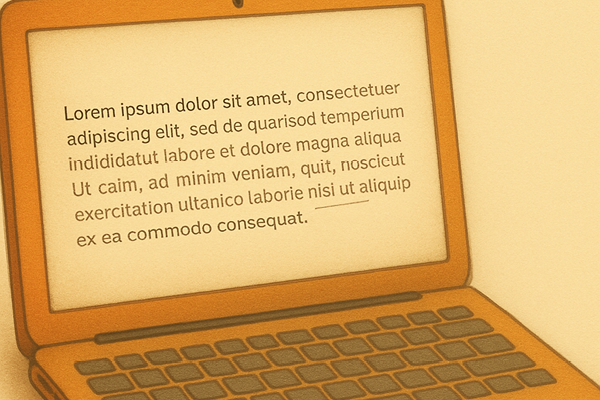 Lorem ipsum dolor sit amet, consectetuer
adipiscing elit, sed de quarisod temperium
indididatut labore et dolore magna aliqua
Ut caim, ad minim veniam, quit, noscicut
exercitation ultanico laborie nisi ut aliquip
ex ea commodo consequat.